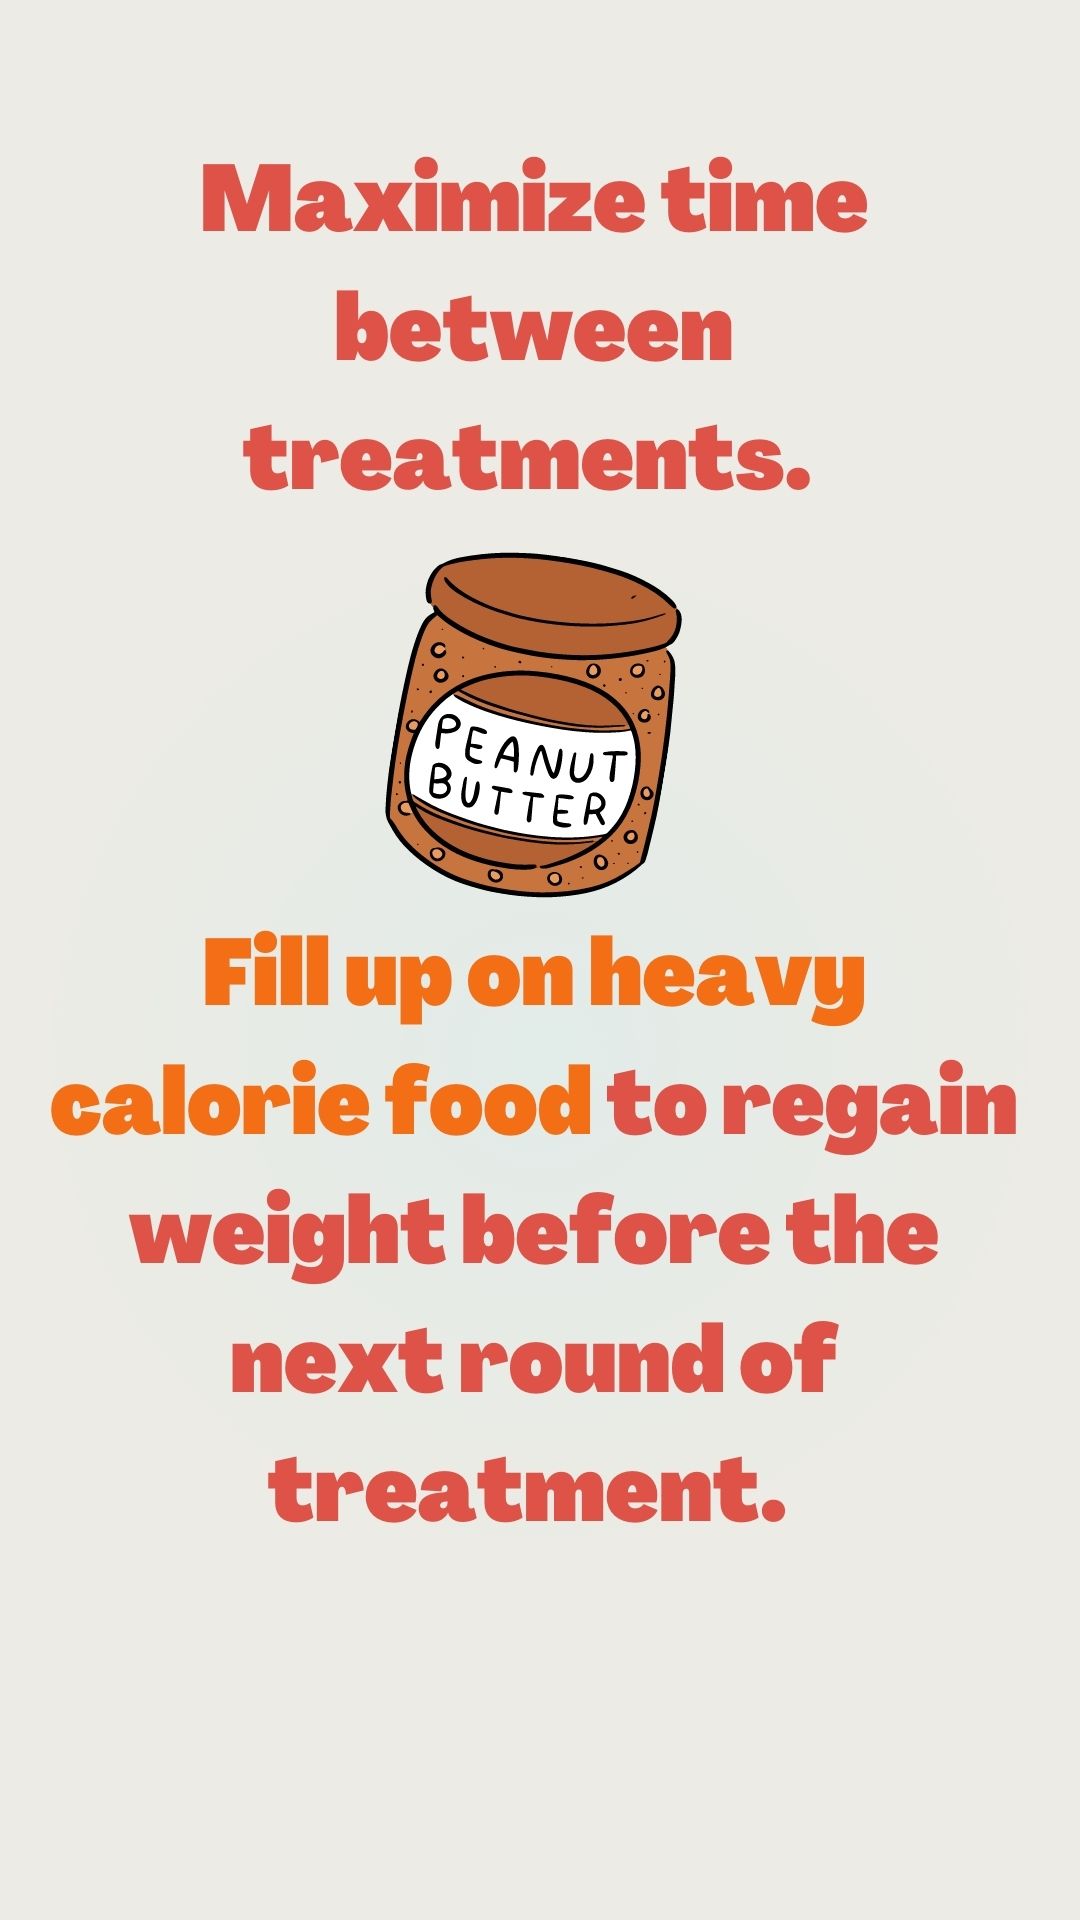 Maximize time
between
treatments.
PEANUT
BUTTER
Fill up on heavy
calorie food to regain
weight before the
next round of
treatment.